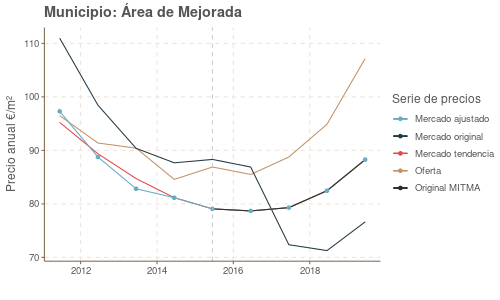 Municipio: Área de Mejorada
Precio anual €/m²
110
100
90
80
70
2012
2014
2016
2018
Serie de precios
Mercado ajustado
Mercado original
Mercado tendencia
Oferta
Original MITMA